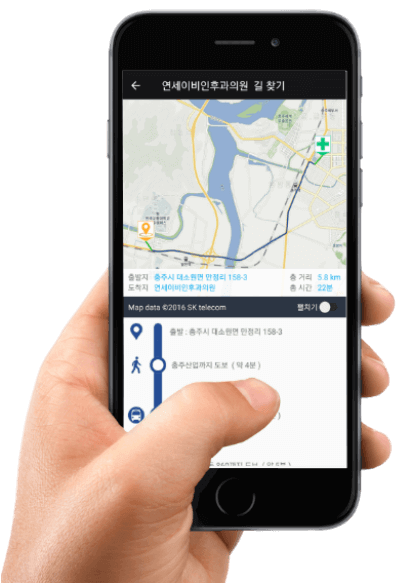 연세이비인후과의원 길 찾기
출발지 : 충주시 대소원면 만정리 158-3
총 거리 5.8 km
도착지 : 연세이비인후과의원
총 시간 22분
Map data ©2016 SK telecom
펼치기
출발 : 충주시 대소원면 만정리 158-3
충주산업까지 도보 ( 약 4분 )